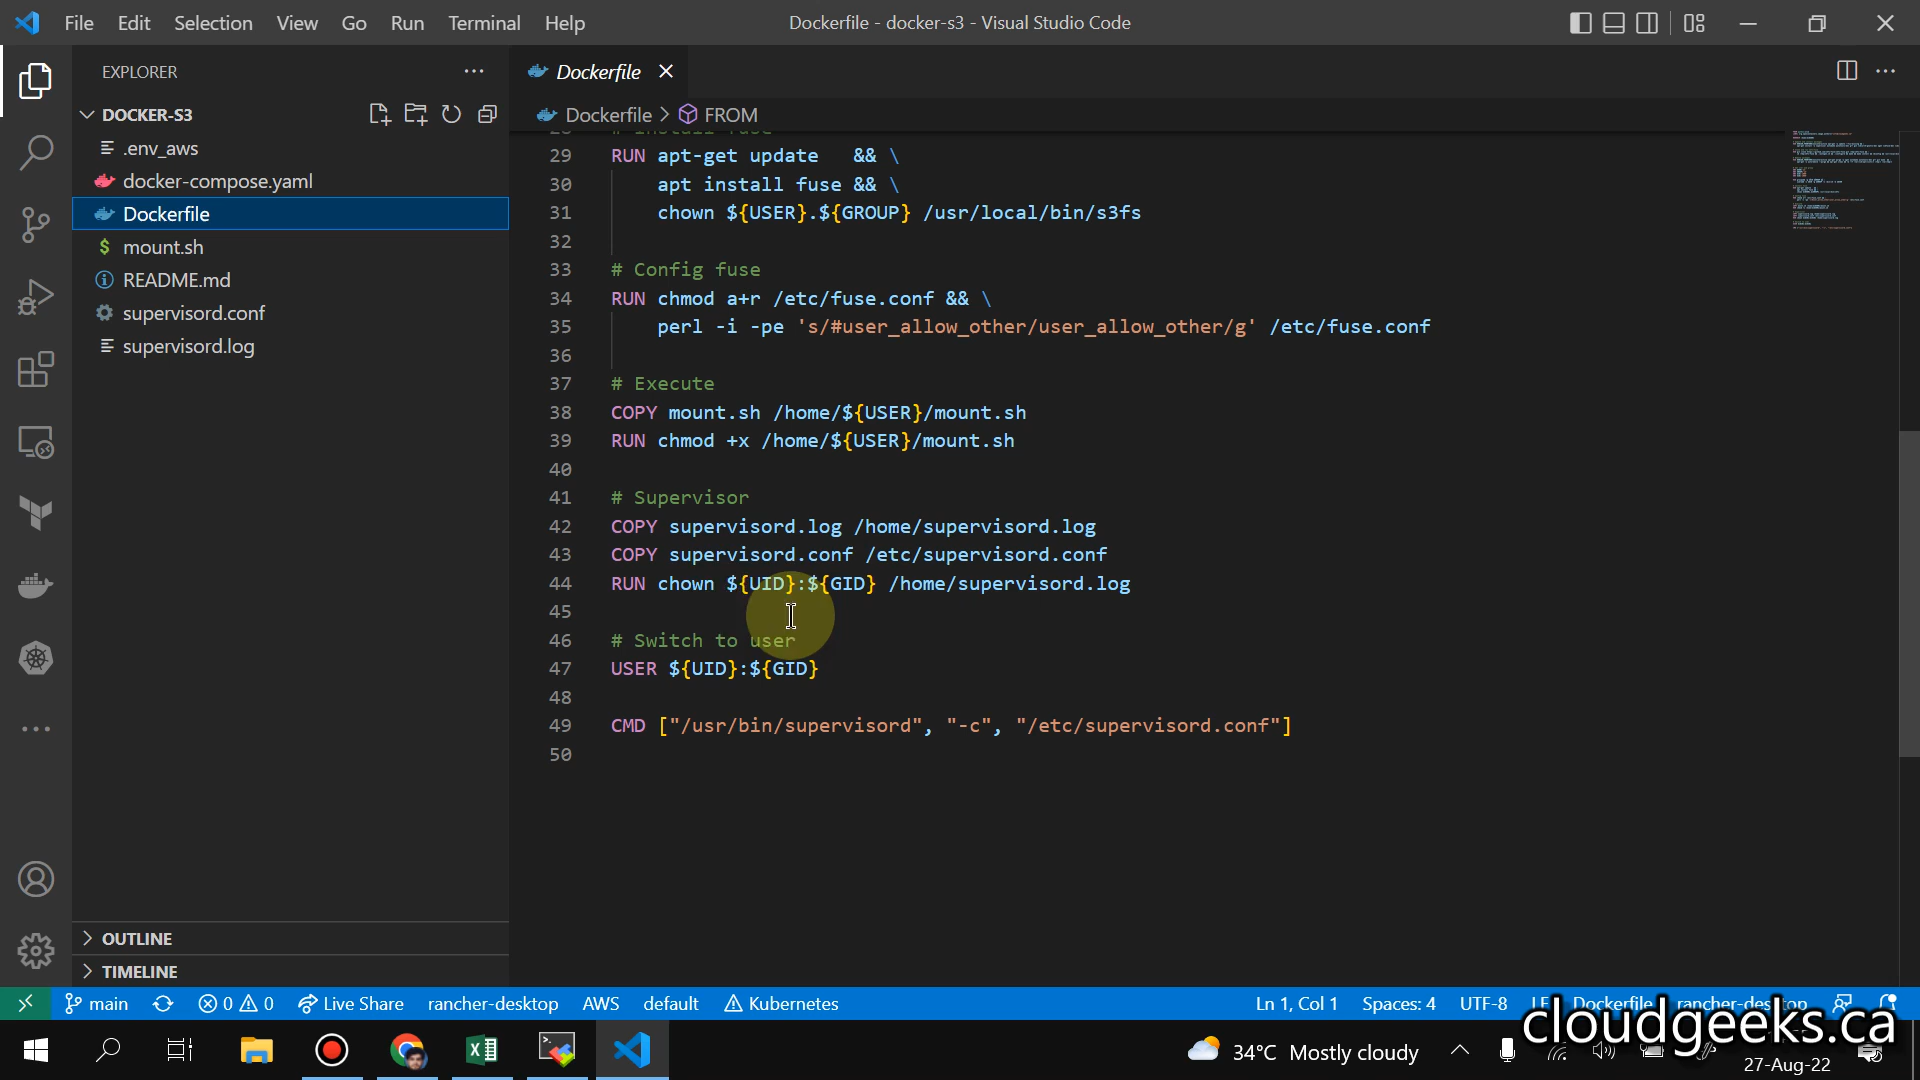 File Edit Selection View Go Run Terminal Help
Dockerfile - docker-s3 - Visual Studio Code
EXPLORER
DOCKER-S3
.env_aws
docker-compose.yaml
Dockerfile
$ mount.sh
README.md
supervisord.conf
supervisord.log
OUTLINE
TIMELINE
Dockerfile
Dockerfile > FROM
28 # Install fuse
29 RUN apt-get update && \
30 apt install fuse && \
31 chown ${USER}.${GROUP} /usr/local/bin/s3fs
32
33 # Config fuse
34 RUN chmod a+r /etc/fuse.conf && \
35 perl -i -pe 's/#user_allow_other/user_allow_other/g' /etc/fuse.conf
36
37 # Execute
38 COPY mount.sh /home/${USER}/mount.sh
39 RUN chmod +x /home/${USER}/mount.sh
40
41 # Supervisor
42 COPY supervisord.log /home/supervisord.log
43 COPY supervisord.conf /etc/supervisord.conf
44 RUN chown ${UID}:${GID} /home/supervisord.log
45
46 # Switch to user
47 USER ${UID}:${GID}
48
49 CMD ["/usr/bin/supervisord", "-c", "/etc/supervisord.conf"]
50
main 0 0 Live Share rancher-desktop AWS default Kubernetes
Ln 1, Col 1 Spaces: 4 UTF-8 LF Dockerfile rancher-desktop
cloudgeeks.ca
34°C Mostly cloudy
27-Aug-22